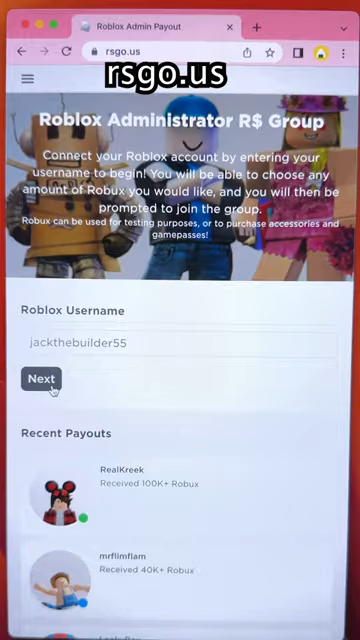 Roblox Admin Payout
rsgo.us
rsgo.us
Roblox Administrator R$ Group
Connect your Roblox account by entering your
username to begin! You will be able to choose any
amount of Robux you would like, and you will then be
prompted to join the group.
Robux can be used for testing purposes, or to purchase accessories and
gamepasses!
Roblox Username
jackthebuilder55
Next
Recent Payouts
RealKreek
Received 100K+ Robux
mrflimflam
Received 40K+ Robux